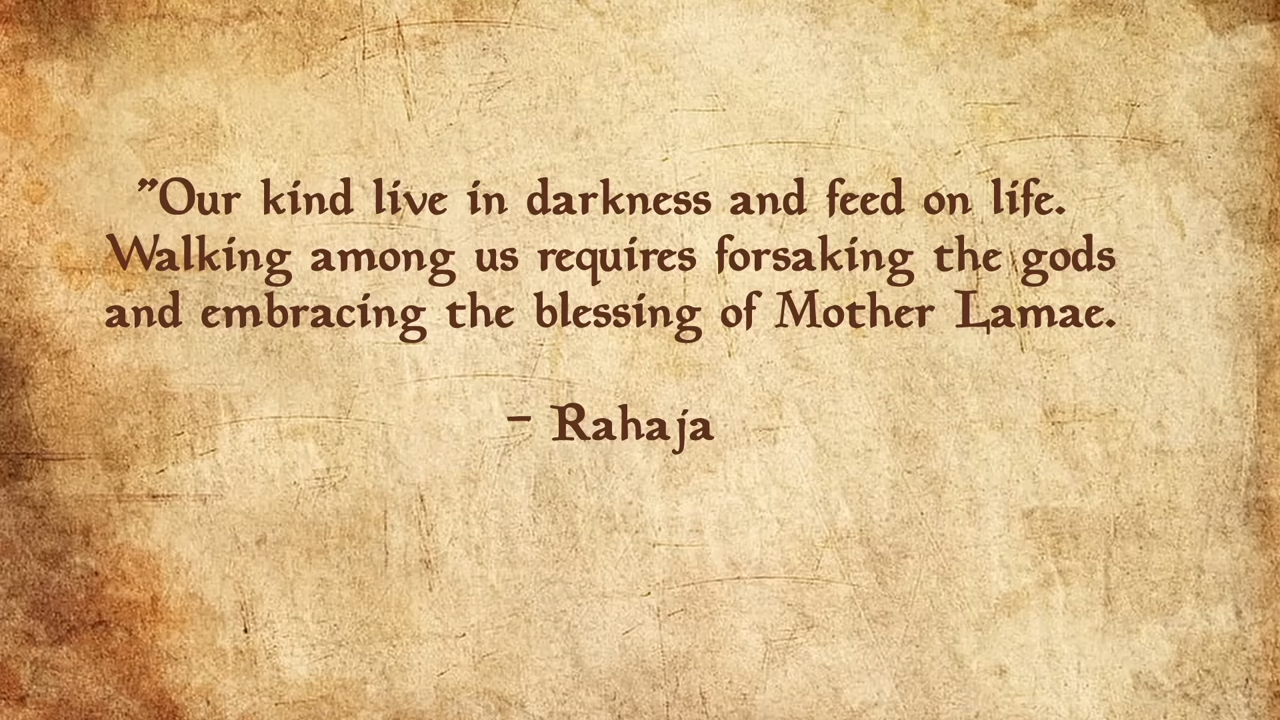 ”Our kind live in darkness and feed on life.
Walking among us requires forsaking the gods
and embracing the blessing of Mother Lamae.
- Rahaja